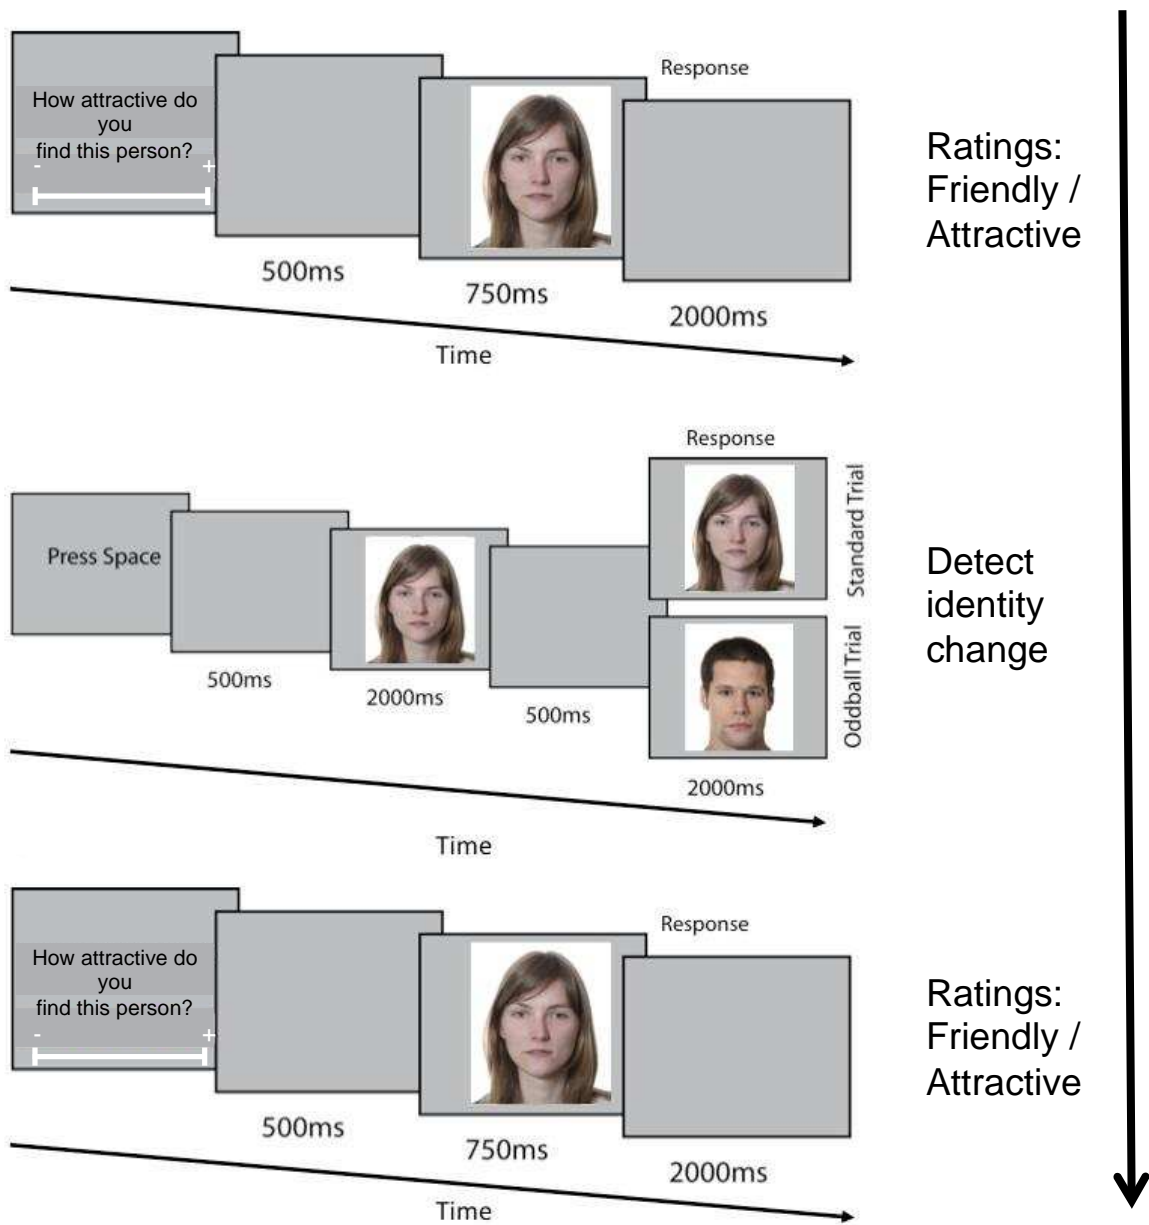 How attractive do
you
find this person?
- +
Response
500ms
750ms
2000ms
Time
Ratings:
Friendly /
Attractive
Press Space
500ms
2000ms
500ms
Response
Standard Trial
Oddball Trial
2000ms
Time
Detect
identity
change
How attractive do
you
find this person?
- +
Response
500ms
750ms
2000ms
Time
Ratings:
Friendly /
Attractive